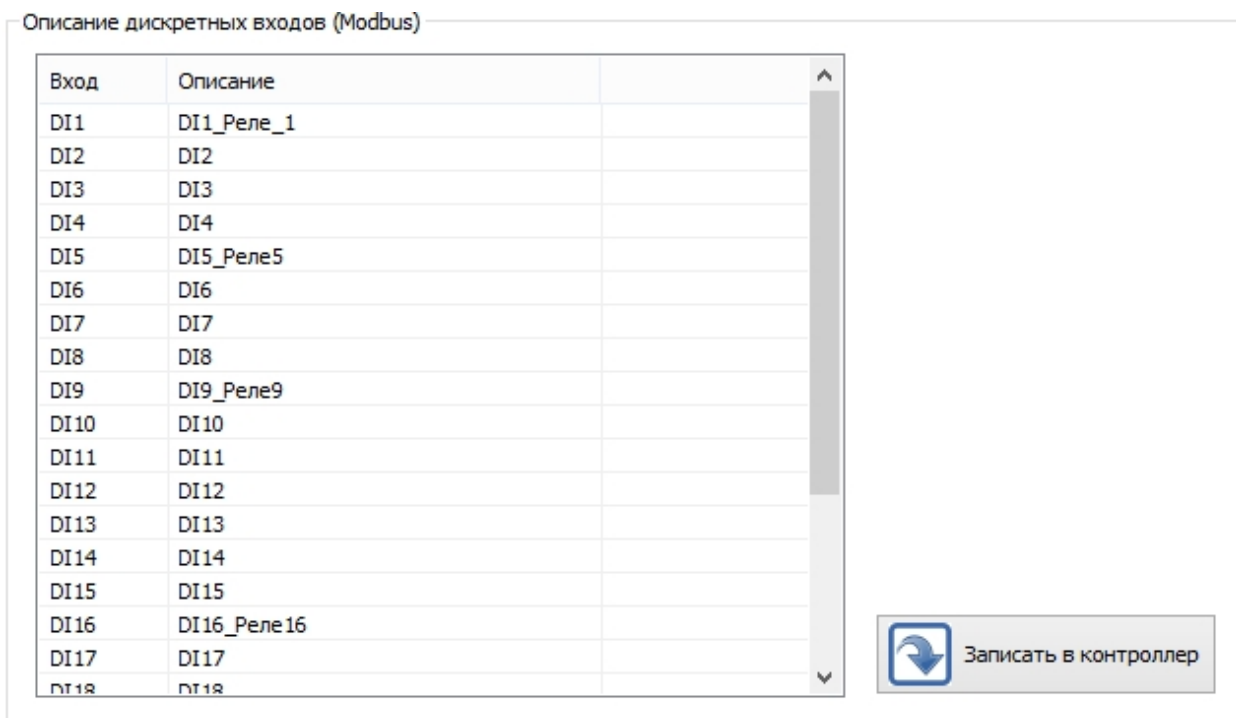 Описание дискретных входов (Modbus)
Вход Описание
DI1 DI1_Реле_1
DI2 DI2
DI3 DI3
DI4 DI4
DI5 DI5_Реле5
DI6 DI6
DI7 DI7
DI8 DI8
DI9 DI9_Реле9
DI10 DI10
DI11 DI11
DI12 DI12
DI13 DI13
DI14 DI14
DI15 DI15
DI16 DI16_Реле16
DI17 DI17
DI18 DI18
Записать в контроллер